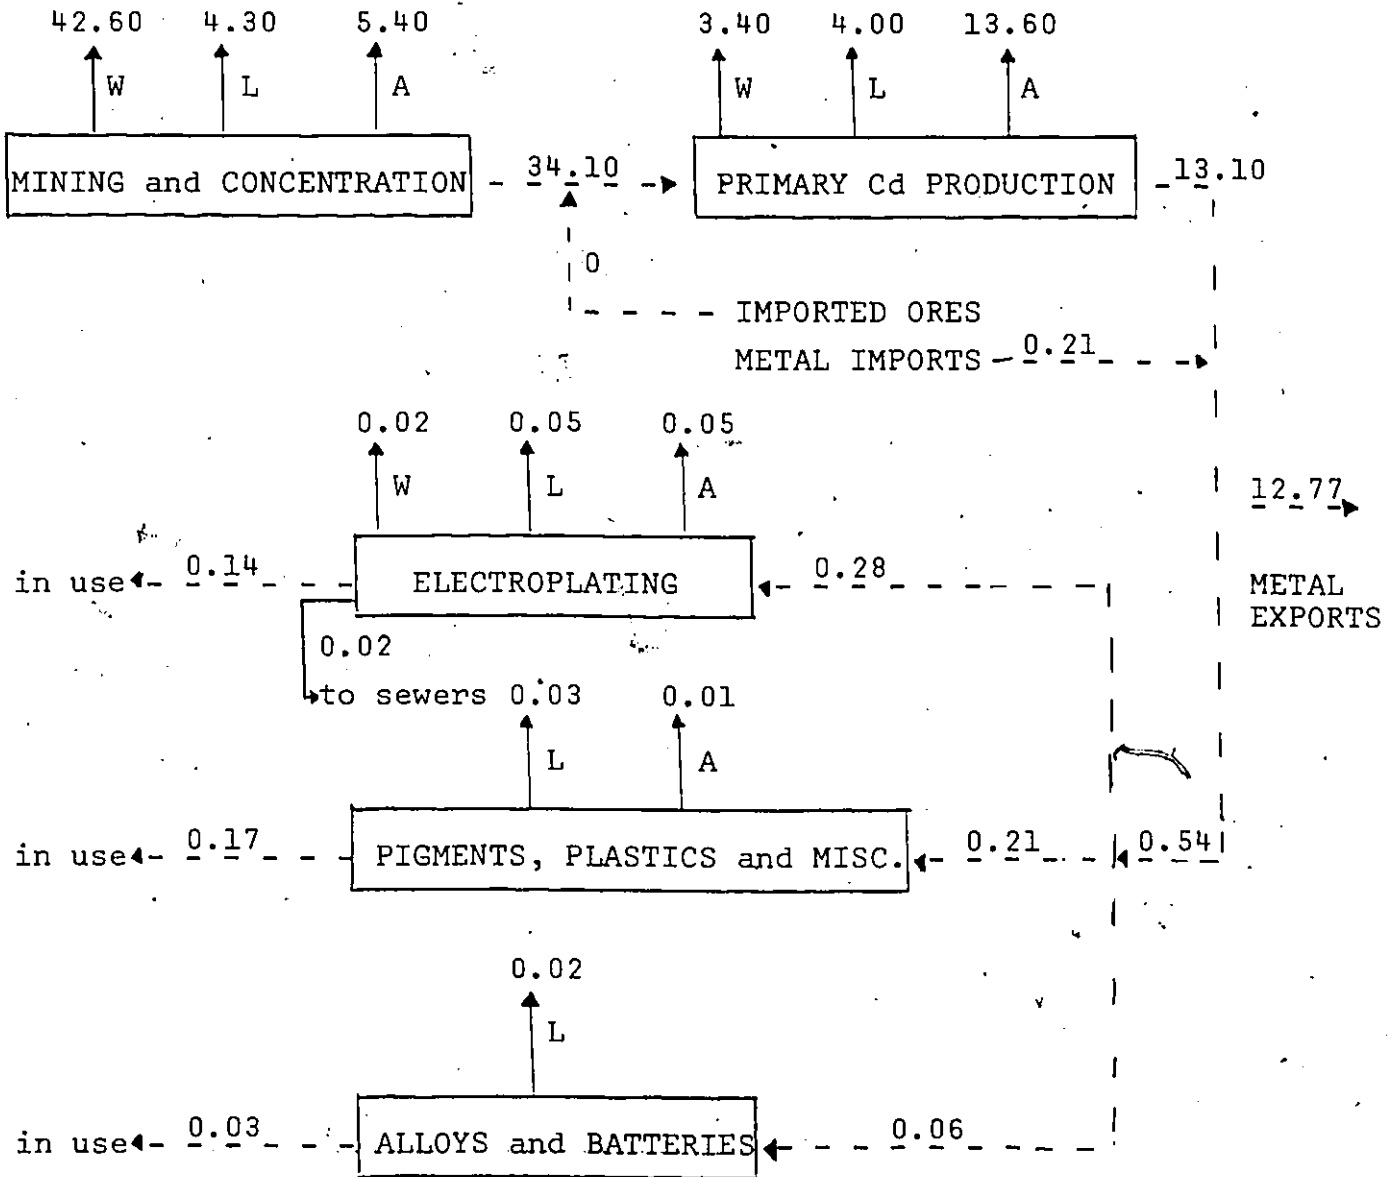 42.60 4.30 5.40 3.40 4.00 13.60
W L A W L A
MINING and CONCENTRATION 34.10 PRIMARY Cd PRODUCTION 13.10
0
IMPORTED ORES
METAL IMPORTS 0.21
0.02 0.05 0.05
W L A
12.77
in use 0.14 ELECTROPLATING 0.28 METAL
EXPORTS
0.02
to sewers 0.03 0.01
L A
in use 0.17 PIGMENTS, PLASTICS and MISC. 0.21 0.54
0.02
L
in use 0.03 ALLOYS and BATTERIES 0.06